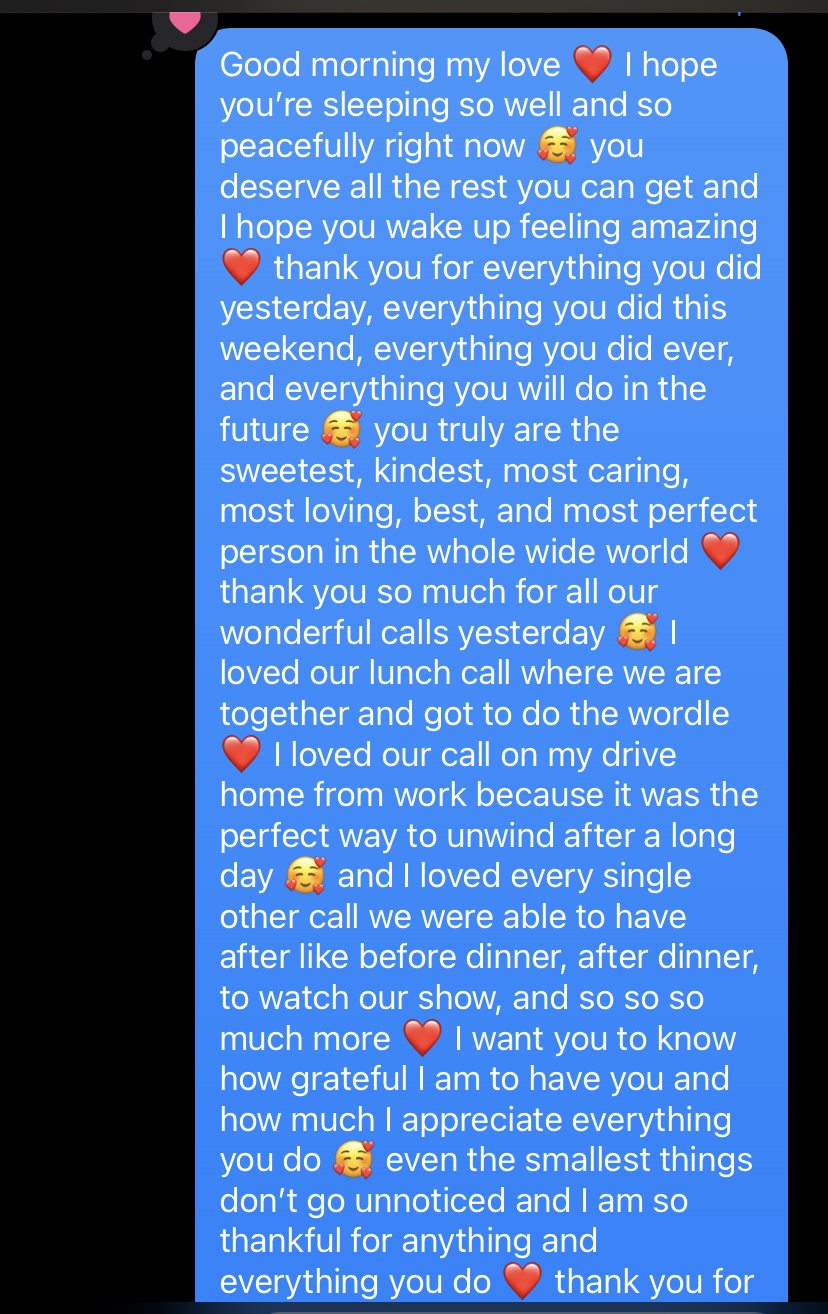 Good morning my love ❤️ I hope
you’re sleeping so well and so
peacefully right now 🥰 you
deserve all the rest you can get and
I hope you wake up feeling amazing
❤️ thank you for everything you did
yesterday, everything you did this
weekend, everything you did ever,
and everything you will do in the
future 🥰 you truly are the
sweetest, kindest, most caring,
most loving, best, and most perfect
person in the whole wide world ❤️
thank you so much for all our
wonderful calls yesterday 🥰 I
loved our lunch call where we are
together and got to do the wordle
❤️ I loved our call on my drive
home from work because it was the
perfect way to unwind after a long
day 🥰 and I loved every single
other call we were able to have
after like before dinner, after dinner,
to watch our show, and so so so
much more ❤️ I want you to know
how grateful I am to have you and
how much I appreciate everything
you do 🥰 even the smallest things
don’t go unnoticed and I am so
thankful for anything and
everything you do ❤️ thank you for